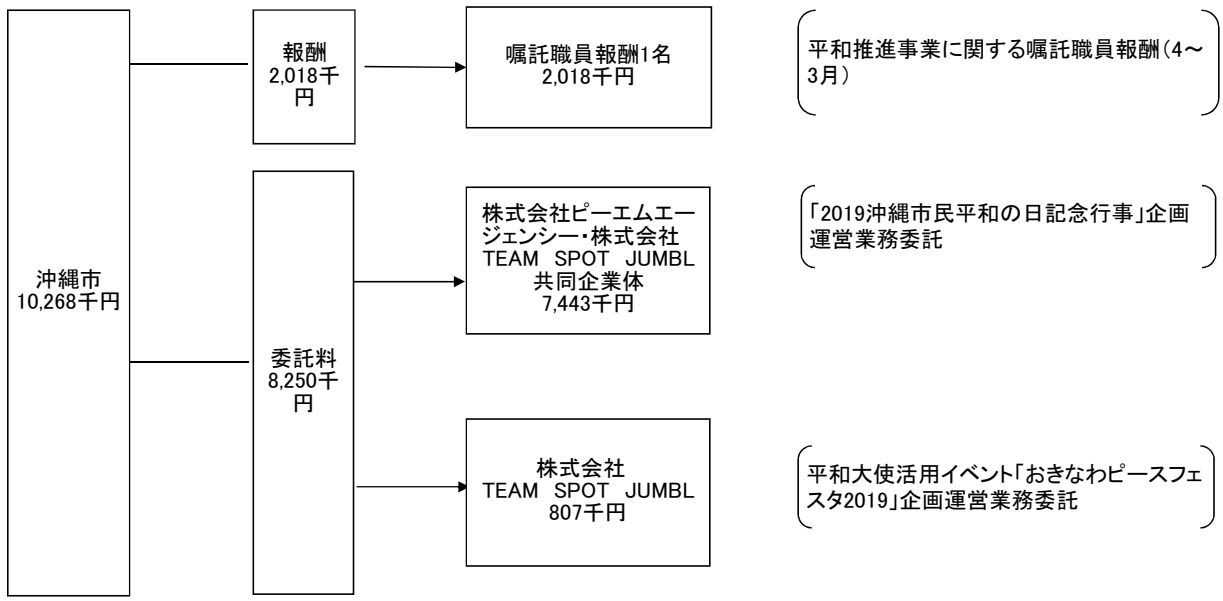 沖縄市
10,268千円
報酬
2,018千
円
嘱託職員報酬1名
2,018千円
平和推進事業に関する嘱託職員報酬（4～
3月）
委託料
8,250千
円
株式会社ピーエムエー
ジェンシー・株式会社
TEAM　SPOT　JUMBL
共同企業体
7,443千円
「2019沖縄市民平和の日記念行事」企画
運営業務委託
株式会社
TEAM　SPOT　JUMBL
807千円
平和大使活用イベント「おきなわピースフェ
スタ2019」企画運営業務委託